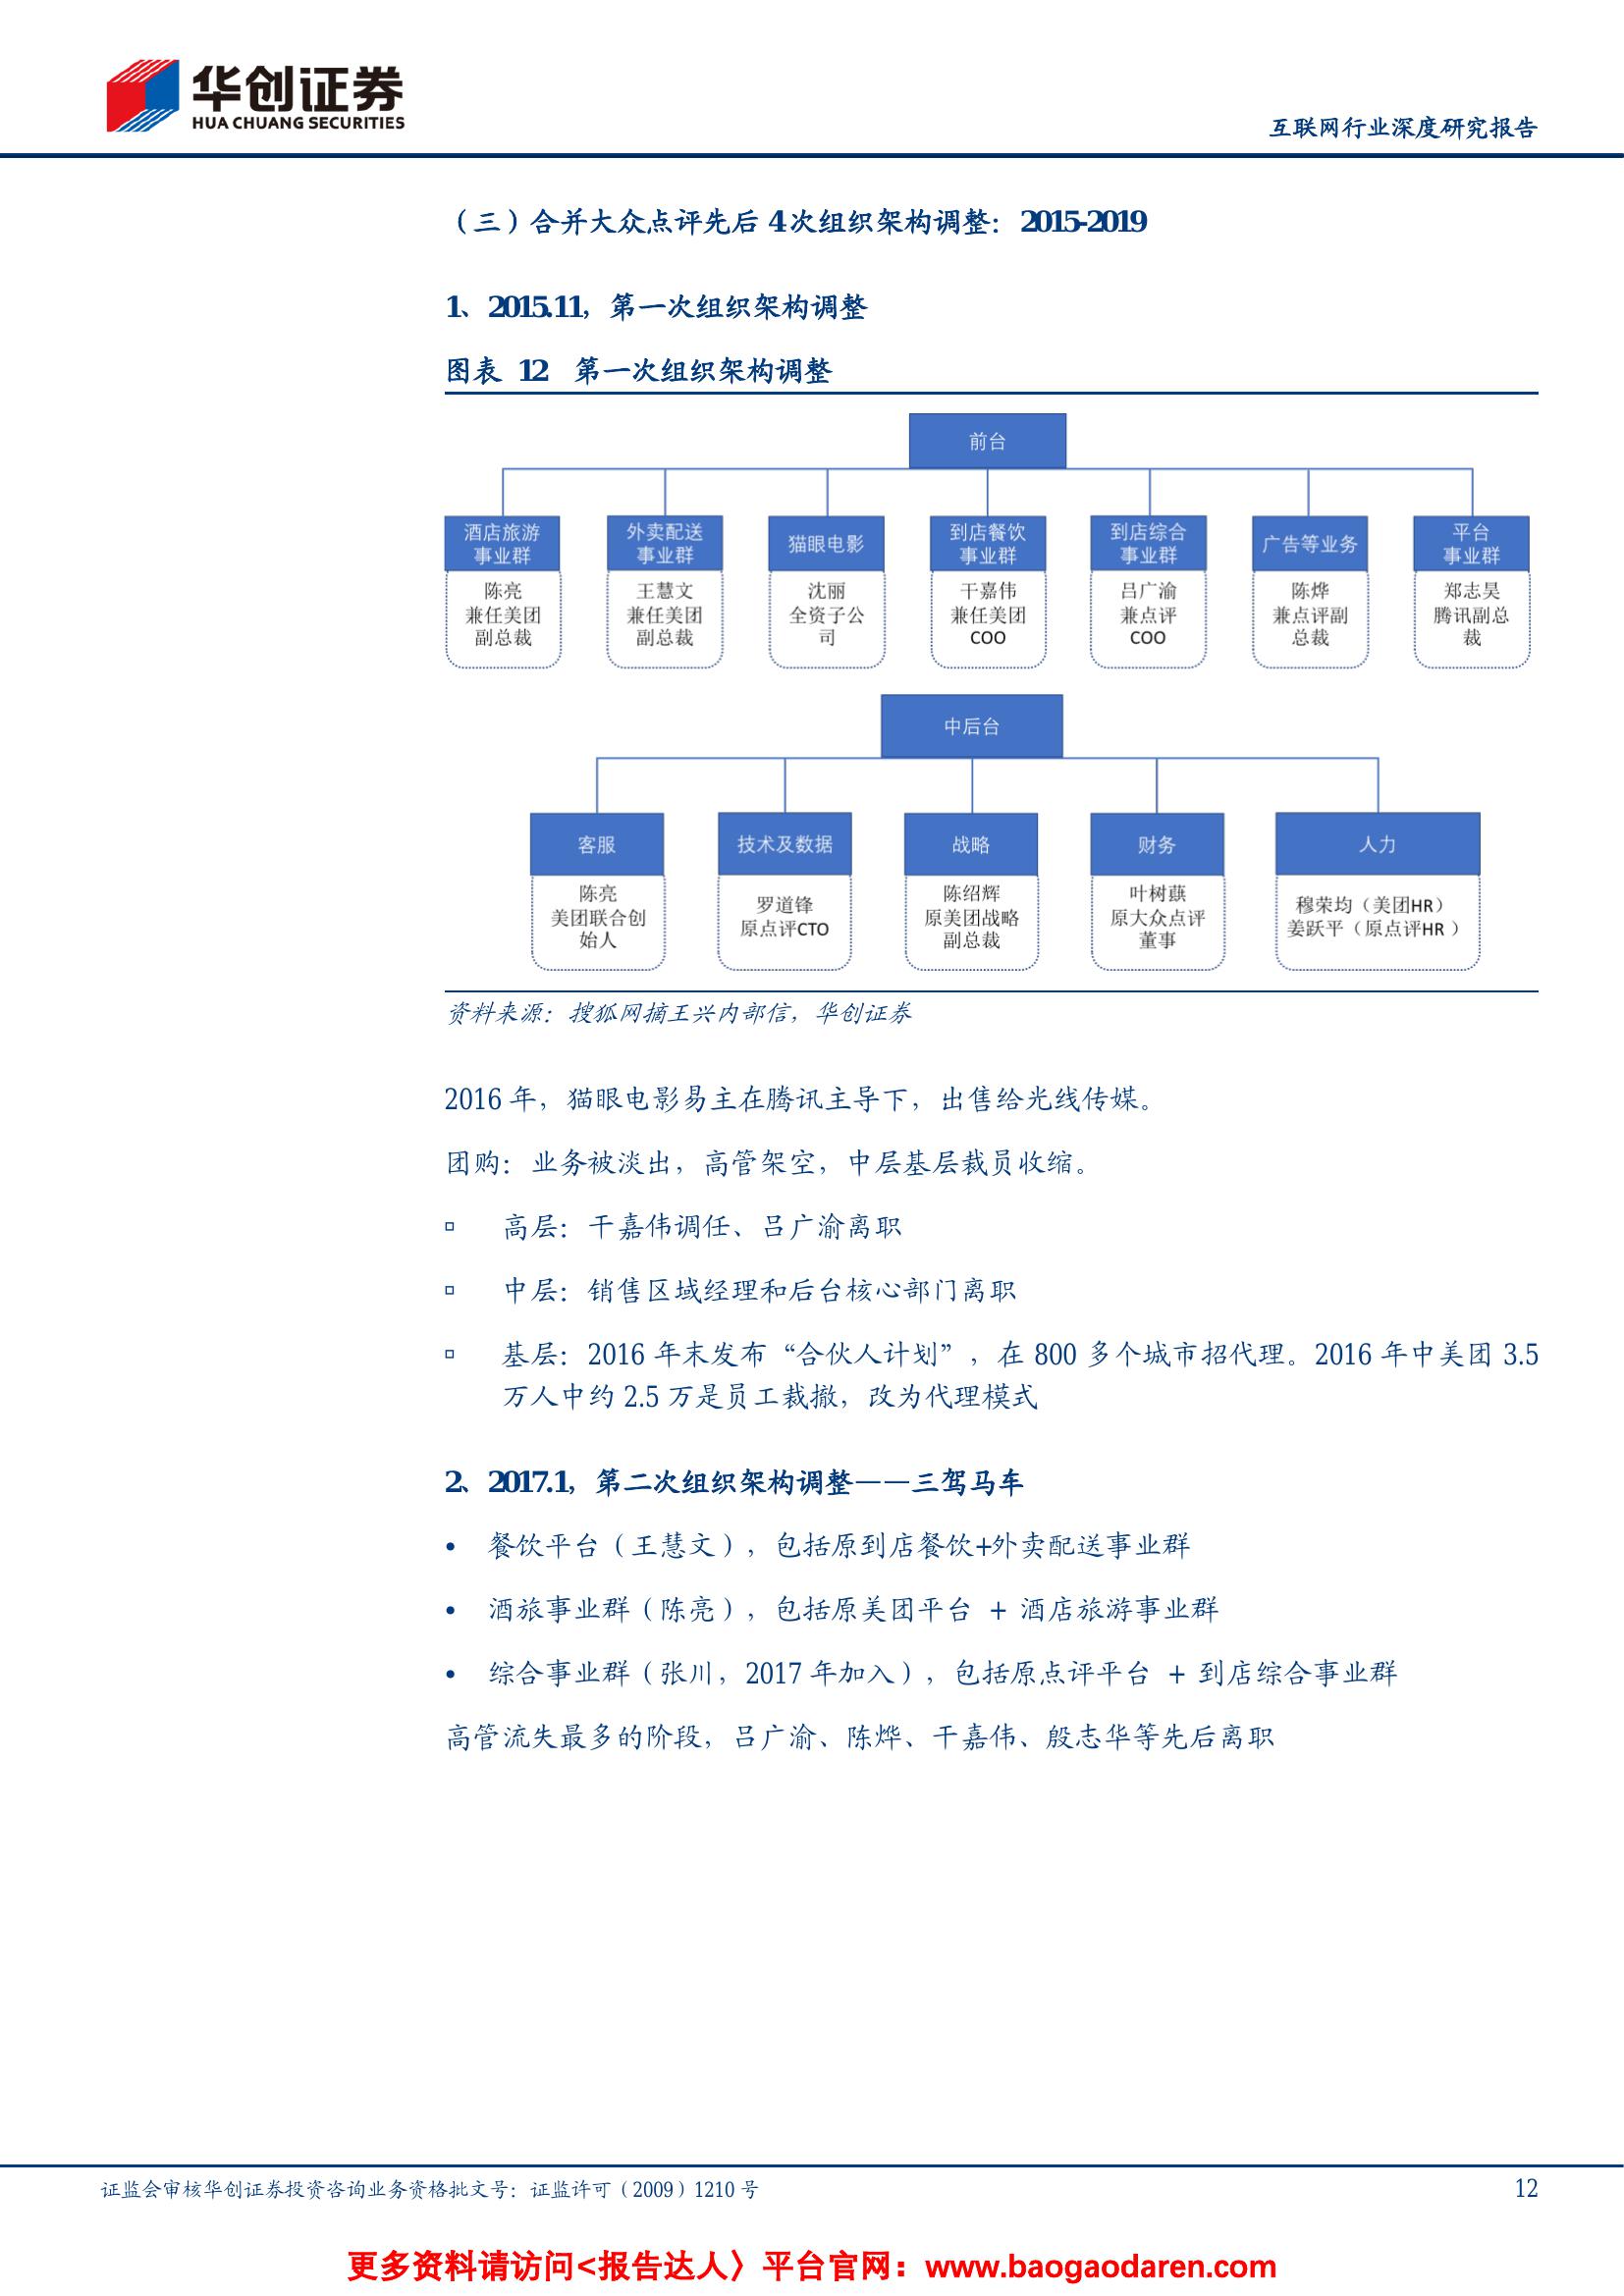 华创证券
HUA CHUANG SECURITIES
互联网行业深度研究报告
（三）合并大众点评先后 4 次组织架构调整：2015-2019
1、2015.11，第一次组织架构调整
图表 12 第一次组织架构调整
前台
酒店旅游
事业群
陈亮
兼任美团
副总裁
外卖配送
事业群
王慧文
兼任美团
副总裁
猫眼电影
沈丽
全资子公
司
到店餐饮
事业群
干嘉伟
兼任美团
COO
到店综合
事业群
吕广渝
兼点评
COO
广告等业务
陈烨
兼点评副
总裁
平台
事业群
郑志昊
腾讯副总
裁
中后台
客服
陈亮
美团联合创
始人
技术及数据
罗道锋
原点评CTO
战略
陈绍辉
原美团战略
副总裁
财务
叶树蕻
原大众点评
董事
人力
穆荣均（美团HR）
姜跃平（原点评HR ）
资料来源：搜狐网摘王兴内部信，华创证券
2016 年，猫眼电影易主在腾讯主导下，出售给光线传媒。
团购：业务被淡出，高管架空，中层基层裁员收缩。
▫ 高层：干嘉伟调任、吕广渝离职
▫ 中层：销售区域经理和后台核心部门离职
▫ 基层：2016 年末发布“合伙人计划”，在 800 多个城市招代理。2016 年中美团 3.5
万人中约 2.5 万是员工裁撤，改为代理模式
2、2017.1，第二次组织架构调整——三驾马车
• 餐饮平台（王慧文），包括原到店餐饮+外卖配送事业群
• 酒旅事业群（陈亮），包括原美团平台 + 酒店旅游事业群
• 综合事业群（张川，2017 年加入），包括原点评平台 + 到店综合事业群
高管流失最多的阶段，吕广渝、陈烨、干嘉伟、殷志华等先后离职
证监会审核华创证券投资咨询业务资格批文号：证监许可（2009）1210 号
12
更多资料请访问<报告达人〉平台官网：www.baogaodaren.com